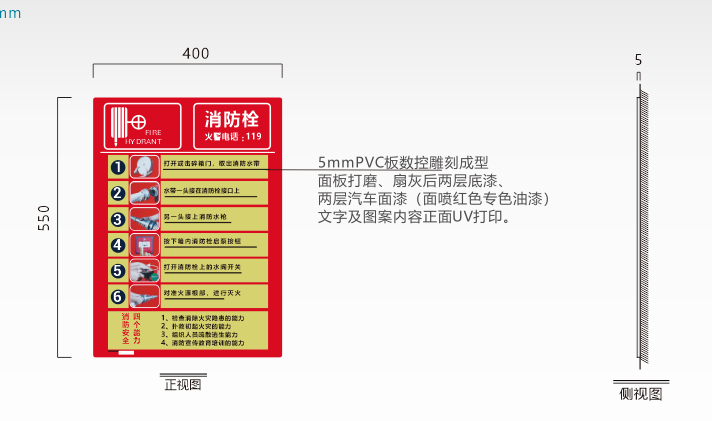 mm
400
5
550
FIRE
HYDRANT
消防栓
火警电话:119
1 打开或击碎箱门，取出消防水带
2 水带一头接在消防栓接口上
3 另一头接上消防水枪
4 按下箱内消防栓启泵按钮
5 打开消防栓上的水阀开关
6 对准火源根部，进行灭火
消防安全
四个能力
1、检查消除火灾隐患的能力
2、扑救初起火灾的能力
3、组织人员疏散逃生能力
4、消防宣传教育培训的能力
5mmPVC板数控雕刻成型
面板打磨、扇灰后两层底漆、
两层汽车面漆（面喷红色专色油漆）
文字及图案内容正面UV打印。
正视图
侧视图